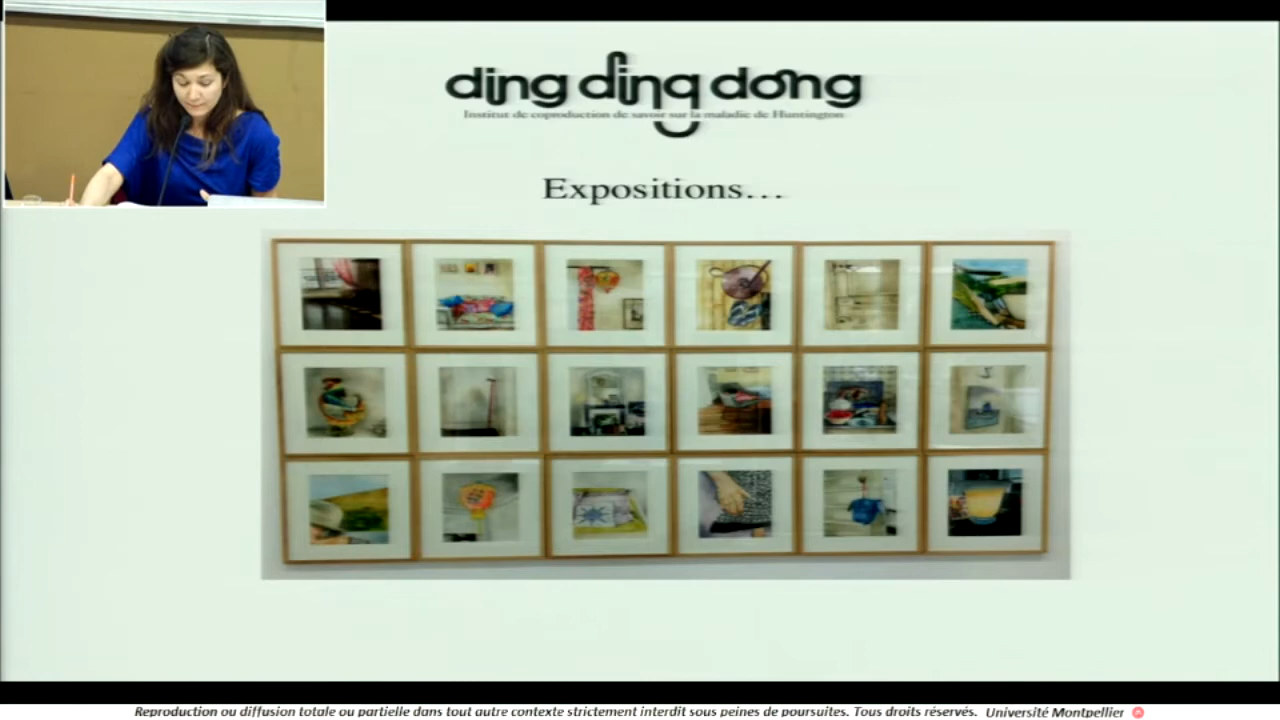 ding ding dong
Institut de coproduction de savoir sur la maladie de Huntington
Expositions...
Reproduction ou diffusion totale ou partielle dans tout autre contexte strictement interdit sous peines de poursuites. Tous droits réservés. Université Montpellier